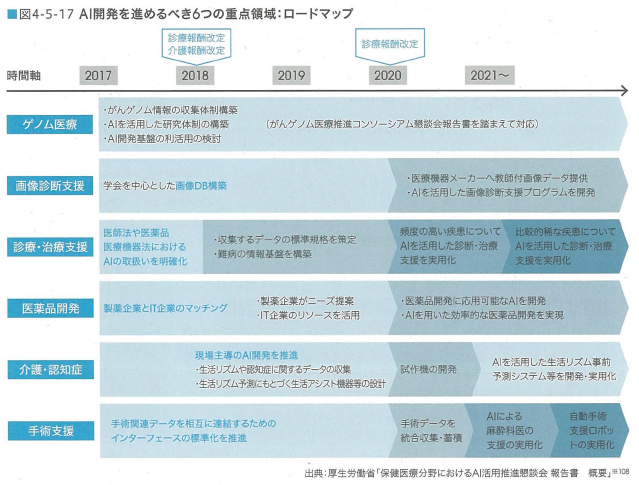 ■図4-5-17 AI開発を進めるべき6つの重点領域：ロードマップ
診療報酬改定
介護報酬改定
診療報酬改定
時間軸 2017 2018 2019 2020 2021〜
ゲノム医療
・がんゲノム情報の収集体制構築
・AIを活用した研究体制の構築
・AI開発基盤の利活用の検討
（がんゲノム医療推進コンソーシアム懇談会報告書を踏まえて対応）
画像診断支援
学会を中心とした画像DB構築
・医療機器メーカーへ教師付画像データ提供
・AIを活用した画像診断支援プログラムを開発
診療・治療支援
医師法や医薬品
医療機器法における
AIの取扱いを明確化
・収集するデータの標準規格を策定
・難病の情報基盤を構築
頻度の高い疾患について
AIを活用した診断・治療
支援を実用化
比較的稀な疾患について
AIを活用した診断・治療
支援を実用化
医薬品開発
製薬企業とIT企業のマッチング
・製薬企業がニーズ提案
・IT企業のリソースを活用
・医薬品開発に応用可能なAIを開発
・AIを用いた効率的な医薬品開発を実現
介護・認知症
現場主導のAI開発を推進
・生活リズムや認知症に関するデータの収集
・生活リズム予測にもとづく生活アシスト機器等の設計
試作機の開発
AIを活用した生活リズム事前
予測システム等を開発・実用化
手術支援
手術関連データを相互に連結するための
インターフェースの標準化を推進
手術データを
統合収集・蓄積
AIによる
麻酔科医の
支援の実用化
自動手術
支援ロボッ
トの実用化
出典：厚生労働省「保健医療分野におけるAI活用推進懇談会 報告書　概要」※108